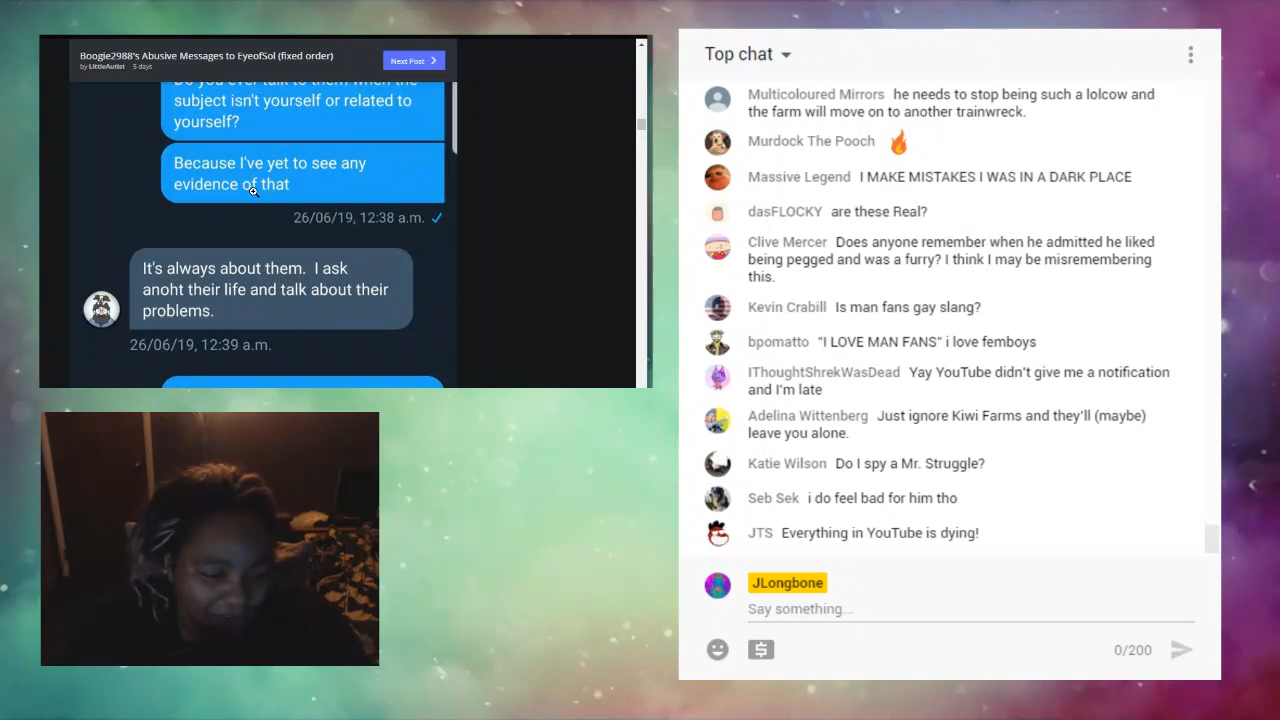 Boogie2988's Abusive Messages to EyeofSol (fixed order)
by LittleAutist 5 days
Next Post
Do you ever talk to them when the
subject isn't yourself or related to
yourself?
Because I've yet to see any
evidence of that
26/06/19, 12:38 a.m.
It's always about them. I ask
anoht their life and talk about their
problems.
26/06/19, 12:39 a.m.
Top chat
Multicoloured Mirrors he needs to stop being such a lolcow and
the farm will move on to another trainwreck.
Murdock The Pooch
Massive Legend I MAKE MISTAKES I WAS IN A DARK PLACE
dasFLOCKY are these Real?
Clive Mercer Does anyone remember when he admitted he liked
being pegged and was a furry? I think I may be misremembering
this.
Kevin Crabill Is man fans gay slang?
bpomatto "I LOVE MAN FANS" i love femboys
IThoughtShrekWasDead Yay YouTube didn't give me a notification
and I'm late
Adelina Wittenberg Just ignore Kiwi Farms and they'll (maybe)
leave you alone.
Katie Wilson Do I spy a Mr. Struggle?
Seb Sek i do feel bad for him tho
JTS Everything in YouTube is dying!
JLongbone
Say something...
0/200